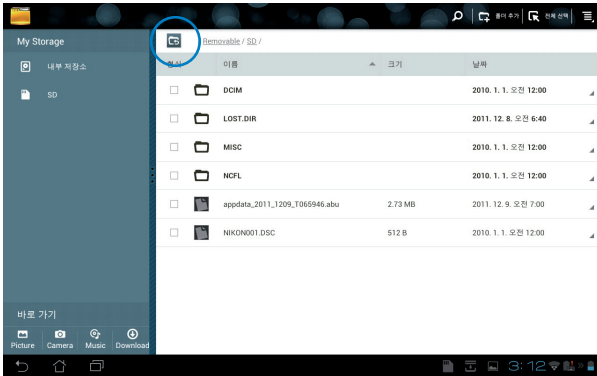 폴더 추가 전체 선택
My Storage
Removable / SD /
내부 저장소
SD
형식 이름 크기 날짜
DCIM 2010. 1. 1. 오전 12:00
LOST.DIR 2011. 12. 8. 오전 6:40
MISC 2010. 1. 1. 오전 12:00
NCFL 2010. 1. 1. 오전 12:00
appdata_2011_1209_T065946.abu 2.73 MB 2011. 12. 9. 오전 7:00
NIKON001.DSC 512 B 2010. 1. 1. 오전 12:00
바로 가기
Picture Camera Music Download
3:12